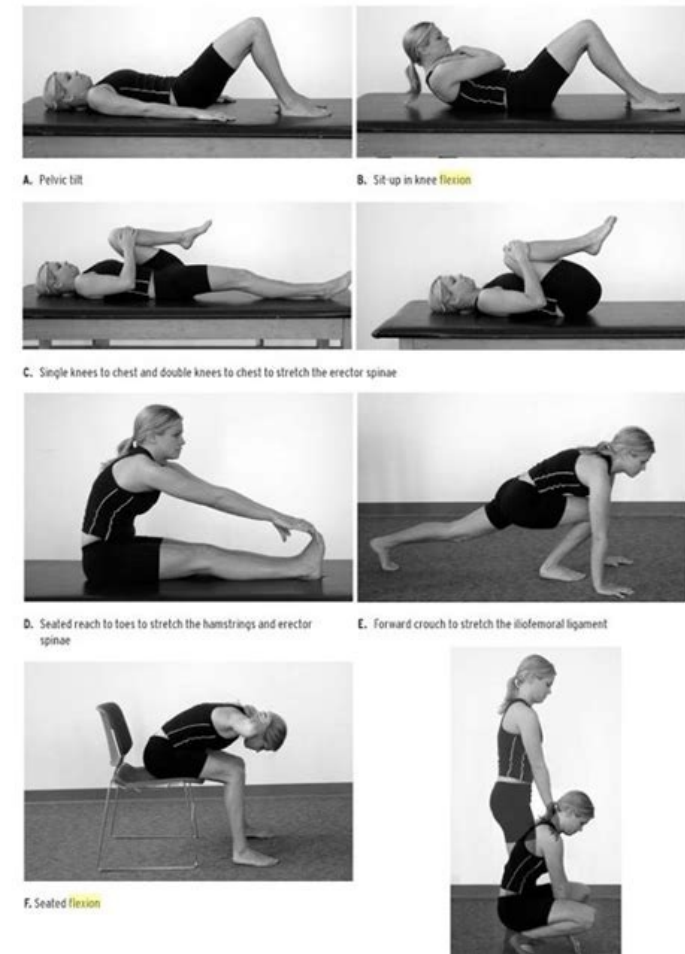 A. Pelvic tilt
B. Sit-up in knee flexion
C. Single knees to chest and double knees to chest to stretch the erector spinae
D. Seated reach to toes to stretch the hamstrings and erector
spinae
E. Forward crouch to stretch the iliofemoral ligament
F. Seated flexion